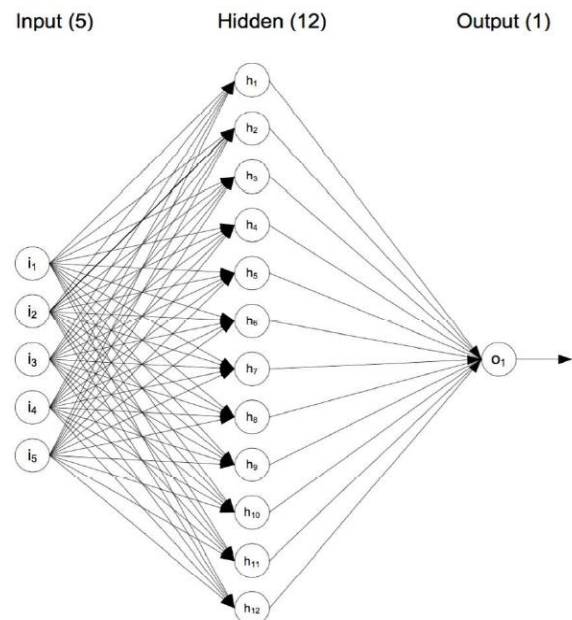 Input (5) Hidden (12) Output (1)
h₁
h₂
h₃
h₄
i₁
h₅
i₂
h₆
i₃
h₇
o₁
i₄
h₈
i₅
h₉
h₁₀
h₁₁
h₁₂